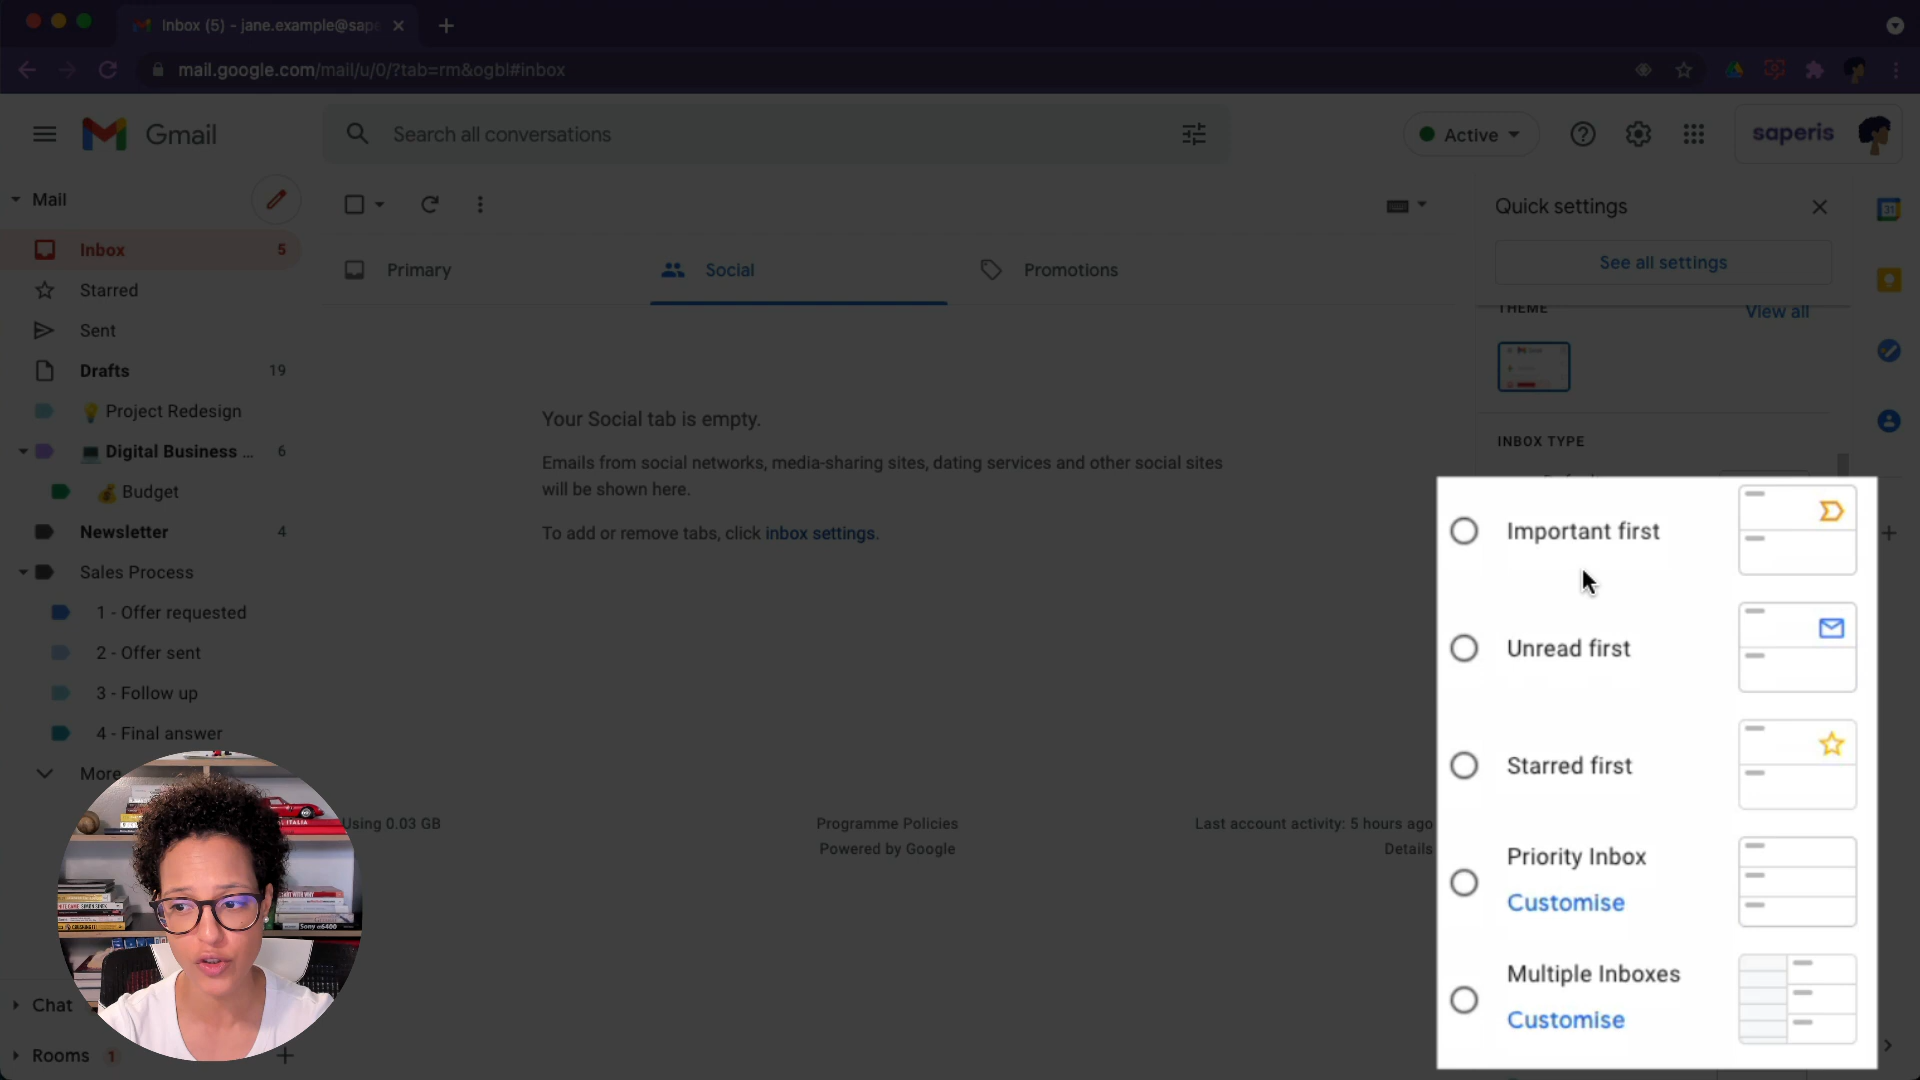 Inbox (5) - jane.example@sape
mail.google.com/mail/u/0/?tab=rm&ogbl#inbox
Gmail
Search all conversations
Active
saperis
Mail
Quick settings
See all settings
Inbox 5
Primary
Social
Promotions
Starred
THEME
View all
Sent
Drafts 19
Project Redesign
Your Social tab is empty.
INBOX TYPE
Digital Business ... 6
Emails from social networks, media-sharing sites, dating services and other social sites
will be shown here.
Budget
Newsletter 4
To add or remove tabs, click inbox settings.
Important first
Sales Process
1 - Offer requested
2 - Offer sent
Unread first
3 - Follow up
4 - Final answer
Starred first
More
Using 0.03 GB
Programme Policies
Powered by Google
Last account activity: 5 hours ago
Details
Priority Inbox
Customise
Multiple Inboxes
Customise
Chat
Rooms 1
31
ITALIA
Sony α6400